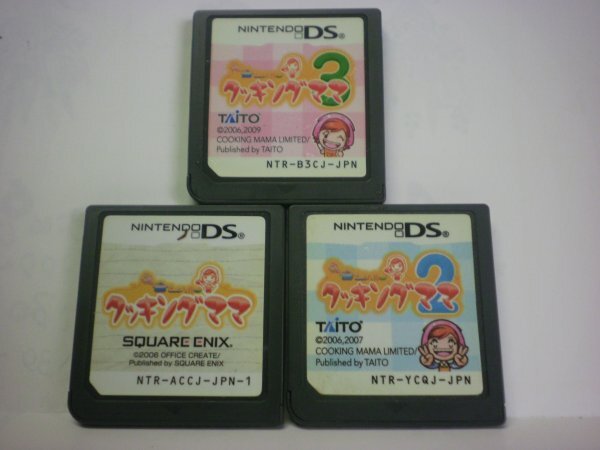 NINTENDO DS®
クッキングママ 3
TAITO
©2006,2009
COOKING MAMA LIMITED/
Published by TAITO
NTR-B3CJ-JPN
NINTENDO DS®
クッキングママ
SQUARE ENIX®
©2006 OFFICE CREATE/
Published by SQUARE ENIX
NTR-ACCJ-JPN-1
NINTENDO DS®
クッキングママ 2
TAITO
©2006,2007
COOKING MAMA LIMITED/
Published by TAITO
NTR-YCQJ-JPN